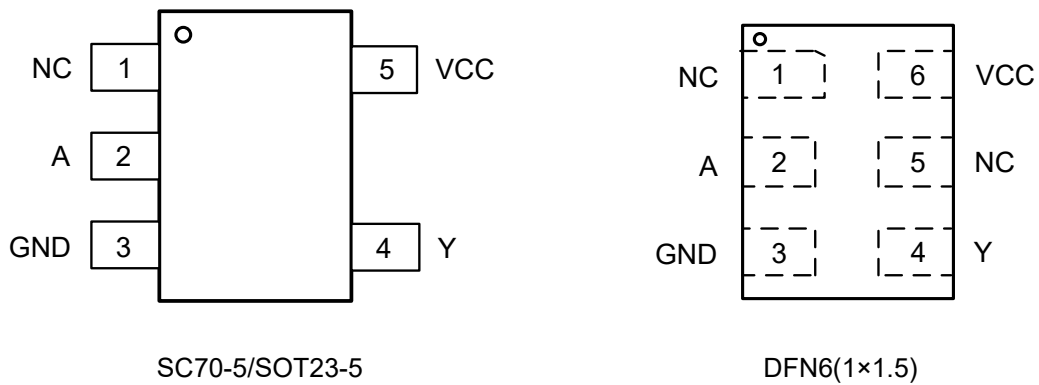 NC 1 5 VCC
A 2
GND 3 4 Y
SC70-5/SOT23-5
NC 1 6 VCC
A 2 5 NC
GND 3 4 Y
DFN6(1×1.5)